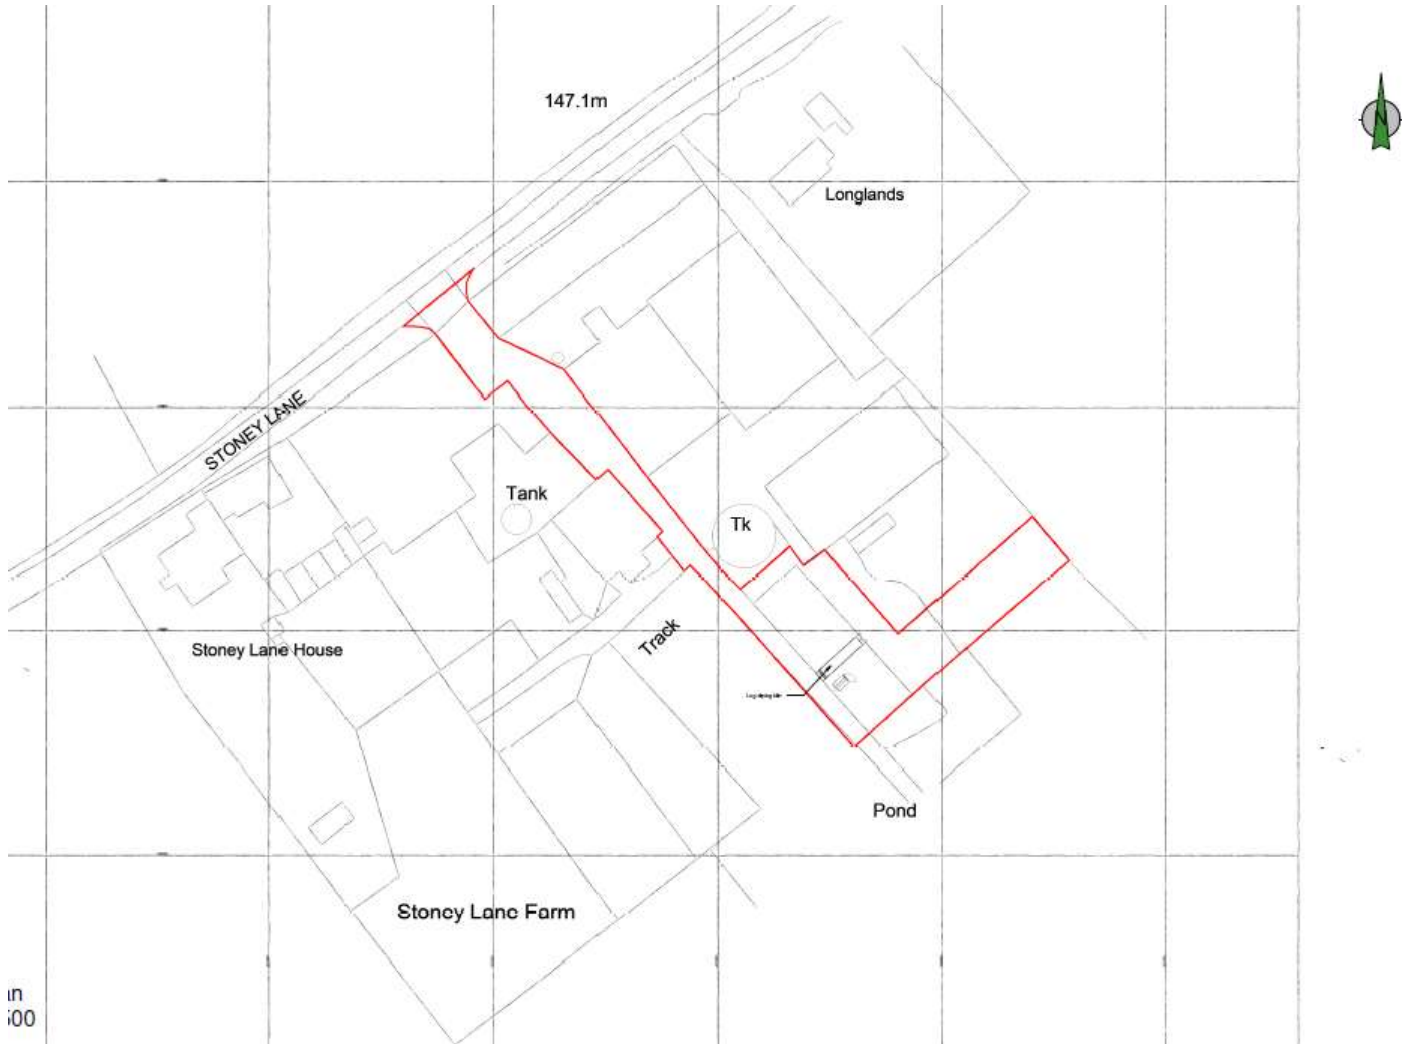 147.1m
N
Longlands
STONEY LANE
Tank
Tk
Stoney Lane House
Track
Pond
Stoney Lane Farm